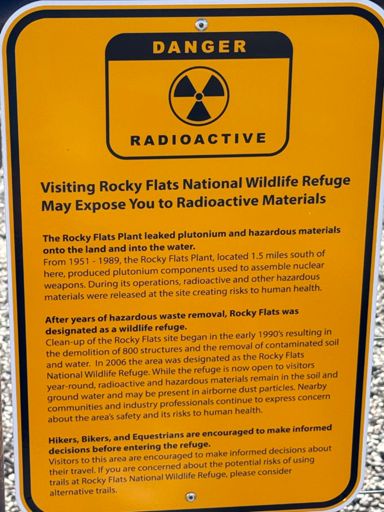 DANGER
RADIOACTIVE
Visiting Rocky Flats National Wildlife Refuge
May Expose You to Radioactive Materials
The Rocky Flats Plant leaked plutonium and hazardous materials
onto the land and into the water.
From 1951 - 1989, the Rocky Flats Plant, located 1.5 miles south of
here, produced plutonium components used to assemble nuclear
weapons. During its operations, radioactive and other hazardous
materials were released at the site creating risks to human health.
After years of hazardous waste removal, Rocky Flats was
designated as a wildlife refuge.
Clean-up of the Rocky Flats site began in the early 1990's resulting in
the demolition of 800 structures and the removal of contaminated soil
and water. In 2006 the area was designated as the Rocky Flats
National Wildlife Refuge. While the refuge is now open to visitors
year-round, radioactive and hazardous materials remain in the soil and
ground water and may be present in airborne dust particles. Nearby
communities and industry professionals continue to express concern
about the area's safety and its risks to human health.
Hikers, Bikers, and Equestrians are encouraged to make informed
decisions before entering the refuge.
Visitors to this area are encouraged to make informed decisions about
their travel. If you are concerned about the potential risks of using
trails at Rocky Flats National Wildlife Refuge, please consider
alternative trails.